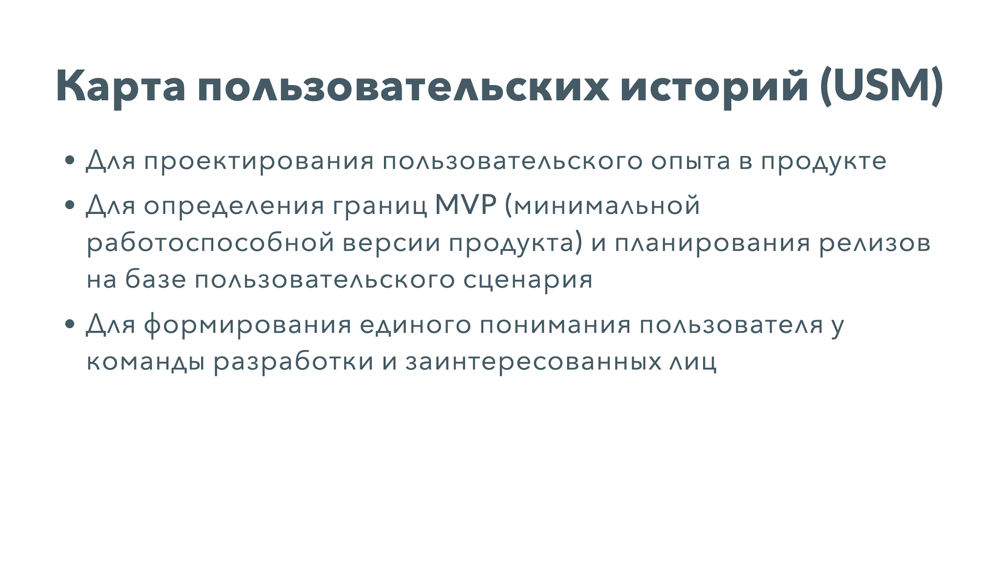 Карта пользовательских историй (USM)
• Для проектирования пользовательского опыта в продукте
• Для определения границ MVP (минимальной
работоспособной версии продукта) и планирования релизов
на базе пользовательского сценария
• Для формирования единого понимания пользователя у
команды разработки и заинтересованных лиц